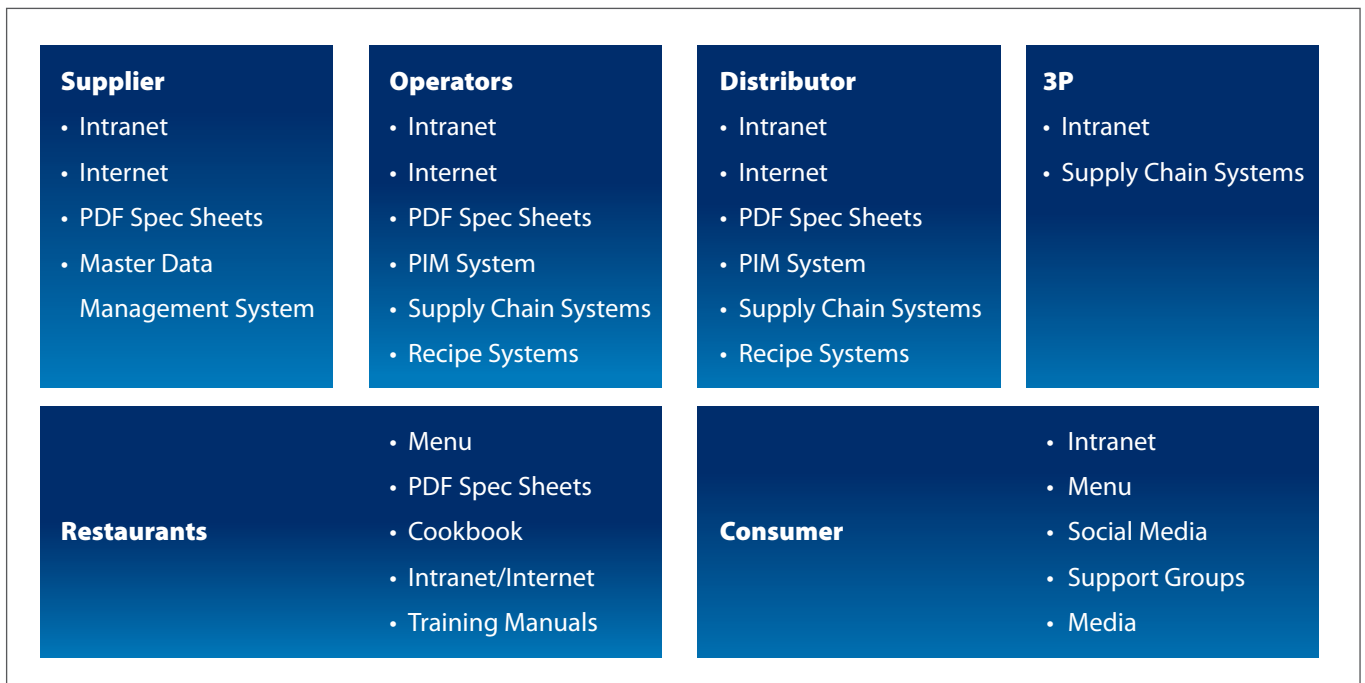 Supplier
• Intranet
• Internet
• PDF Spec Sheets
• Master Data
Management System
Operators
• Intranet
• Internet
• PDF Spec Sheets
• PIM System
• Supply Chain Systems
• Recipe Systems
Distributor
• Intranet
• Internet
• PDF Spec Sheets
• PIM System
• Supply Chain Systems
• Recipe Systems
3P
• Intranet
• Supply Chain Systems
Restaurants
• Menu
• PDF Spec Sheets
• Cookbook
• Intranet/Internet
• Training Manuals
Consumer
• Intranet
• Menu
• Social Media
• Support Groups
• Media